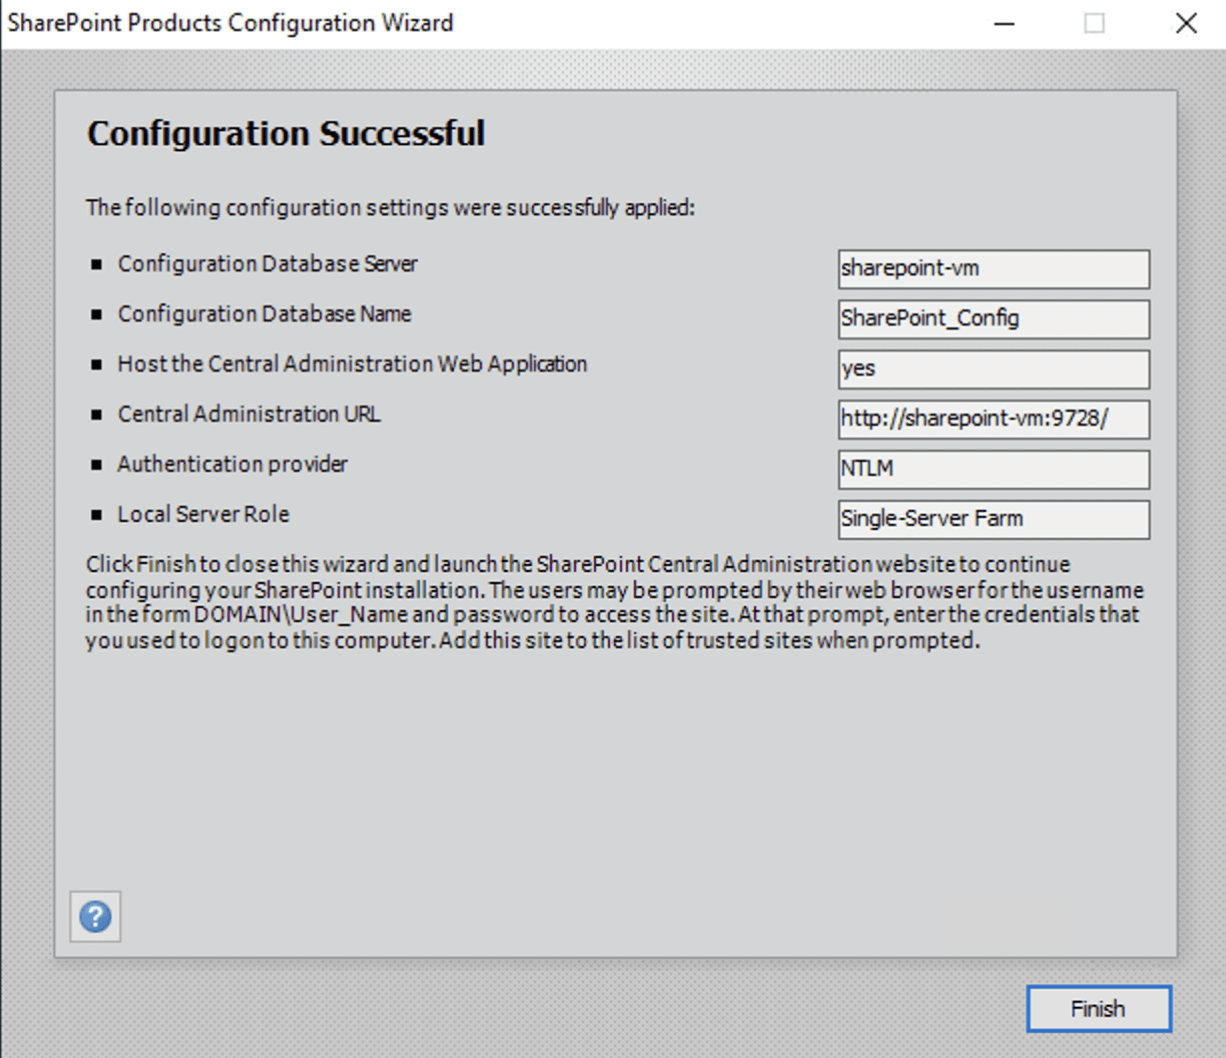 SharePoint Products Configuration Wizard
Configuration Successful
The following configuration settings were successfully applied:
Configuration Database Server
sharepoint-vm
Configuration Database Name
SharePoint_Config
Host the Central Administration Web Application
yes
Central Administration URL
http://sharepoint-vm:9728/
Authentication provider
NTLM
Local Server Role
Single-Server Farm
Click Finish to close this wizard and launch the SharePoint Central Administration website to continue
configuring your SharePoint installation. The users may be prompted by their web browser for the username
in the form DOMAIN\User_Name and password to access the site. At that prompt, enter the credentials that
you used to logon to this computer. Add this site to the list of trusted sites when prompted.
?
Finish